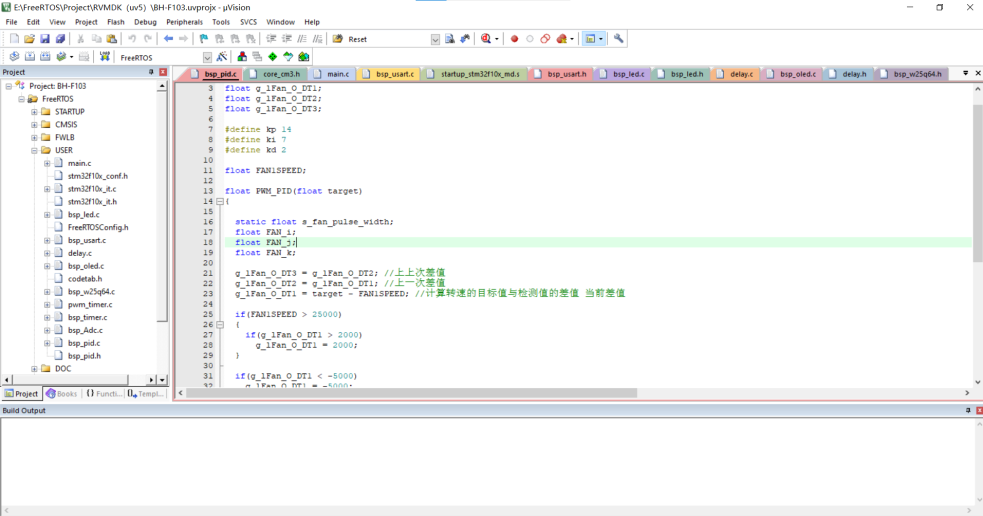 E:\FreeRTOS\Project\RVMDK（uv5）\BH-F103.uvprojx - µVision
File Edit View Project Flash Debug Peripherals Tools SVCS Window Help
Reset
LOAD FreeRTOS
Project
bsp_pid.c core_cm3.h main.c bsp_usart.c startup_stm32f10x_md.s bsp_usart.h bsp_led.c bsp_led.h delay.c bsp_oled.c delay.h bsp_w25q64.h
Project: BH-F103
FreeRTOS
STARTUP
CMSIS
FWLB
USER
main.c
stm32f10x_conf.h
stm32f10x_it.c
stm32f10x_it.h
bsp_led.c
FreeRTOSConfig.h
bsp_usart.c
delay.c
bsp_oled.c
codetab.h
bsp_w25q64.c
pwm_timer.c
bsp_timer.c
bsp_Adc.c
bsp_pid.c
bsp_pid.h
DOC
Project Books {} Functi... 0. Templ...
3 float g_lFan_O_DT1;
4 float g_lFan_O_DT2;
5 float g_lFan_O_DT3;
6
7 #define kp 14
8 #define ki 7
9 #define kd 2
10
11 float FAN1SPEED;
12
13 float PWM_PID(float target)
14 {
15
16 static float s_fan_pulse_width;
17 float FAN_i;
18 float FAN_j;
19 float FAN_k;
20
21 g_lFan_O_DT3 = g_lFan_O_DT2; //上上次差值
22 g_lFan_O_DT2 = g_lFan_O_DT1; //上一次差值
23 g_lFan_O_DT1 = target - FAN1SPEED; //计算转速的目标值与检测值的差值 当前差值
24
25 if(FAN1SPEED > 25000)
26 {
27 if(g_lFan_O_DT1 > 2000)
28 g_lFan_O_DT1 = 2000;
29 }
30
31 if(g_lFan_O_DT1 < -5000)
32 g_lFan_O_DT1 = -5000;
Build Output